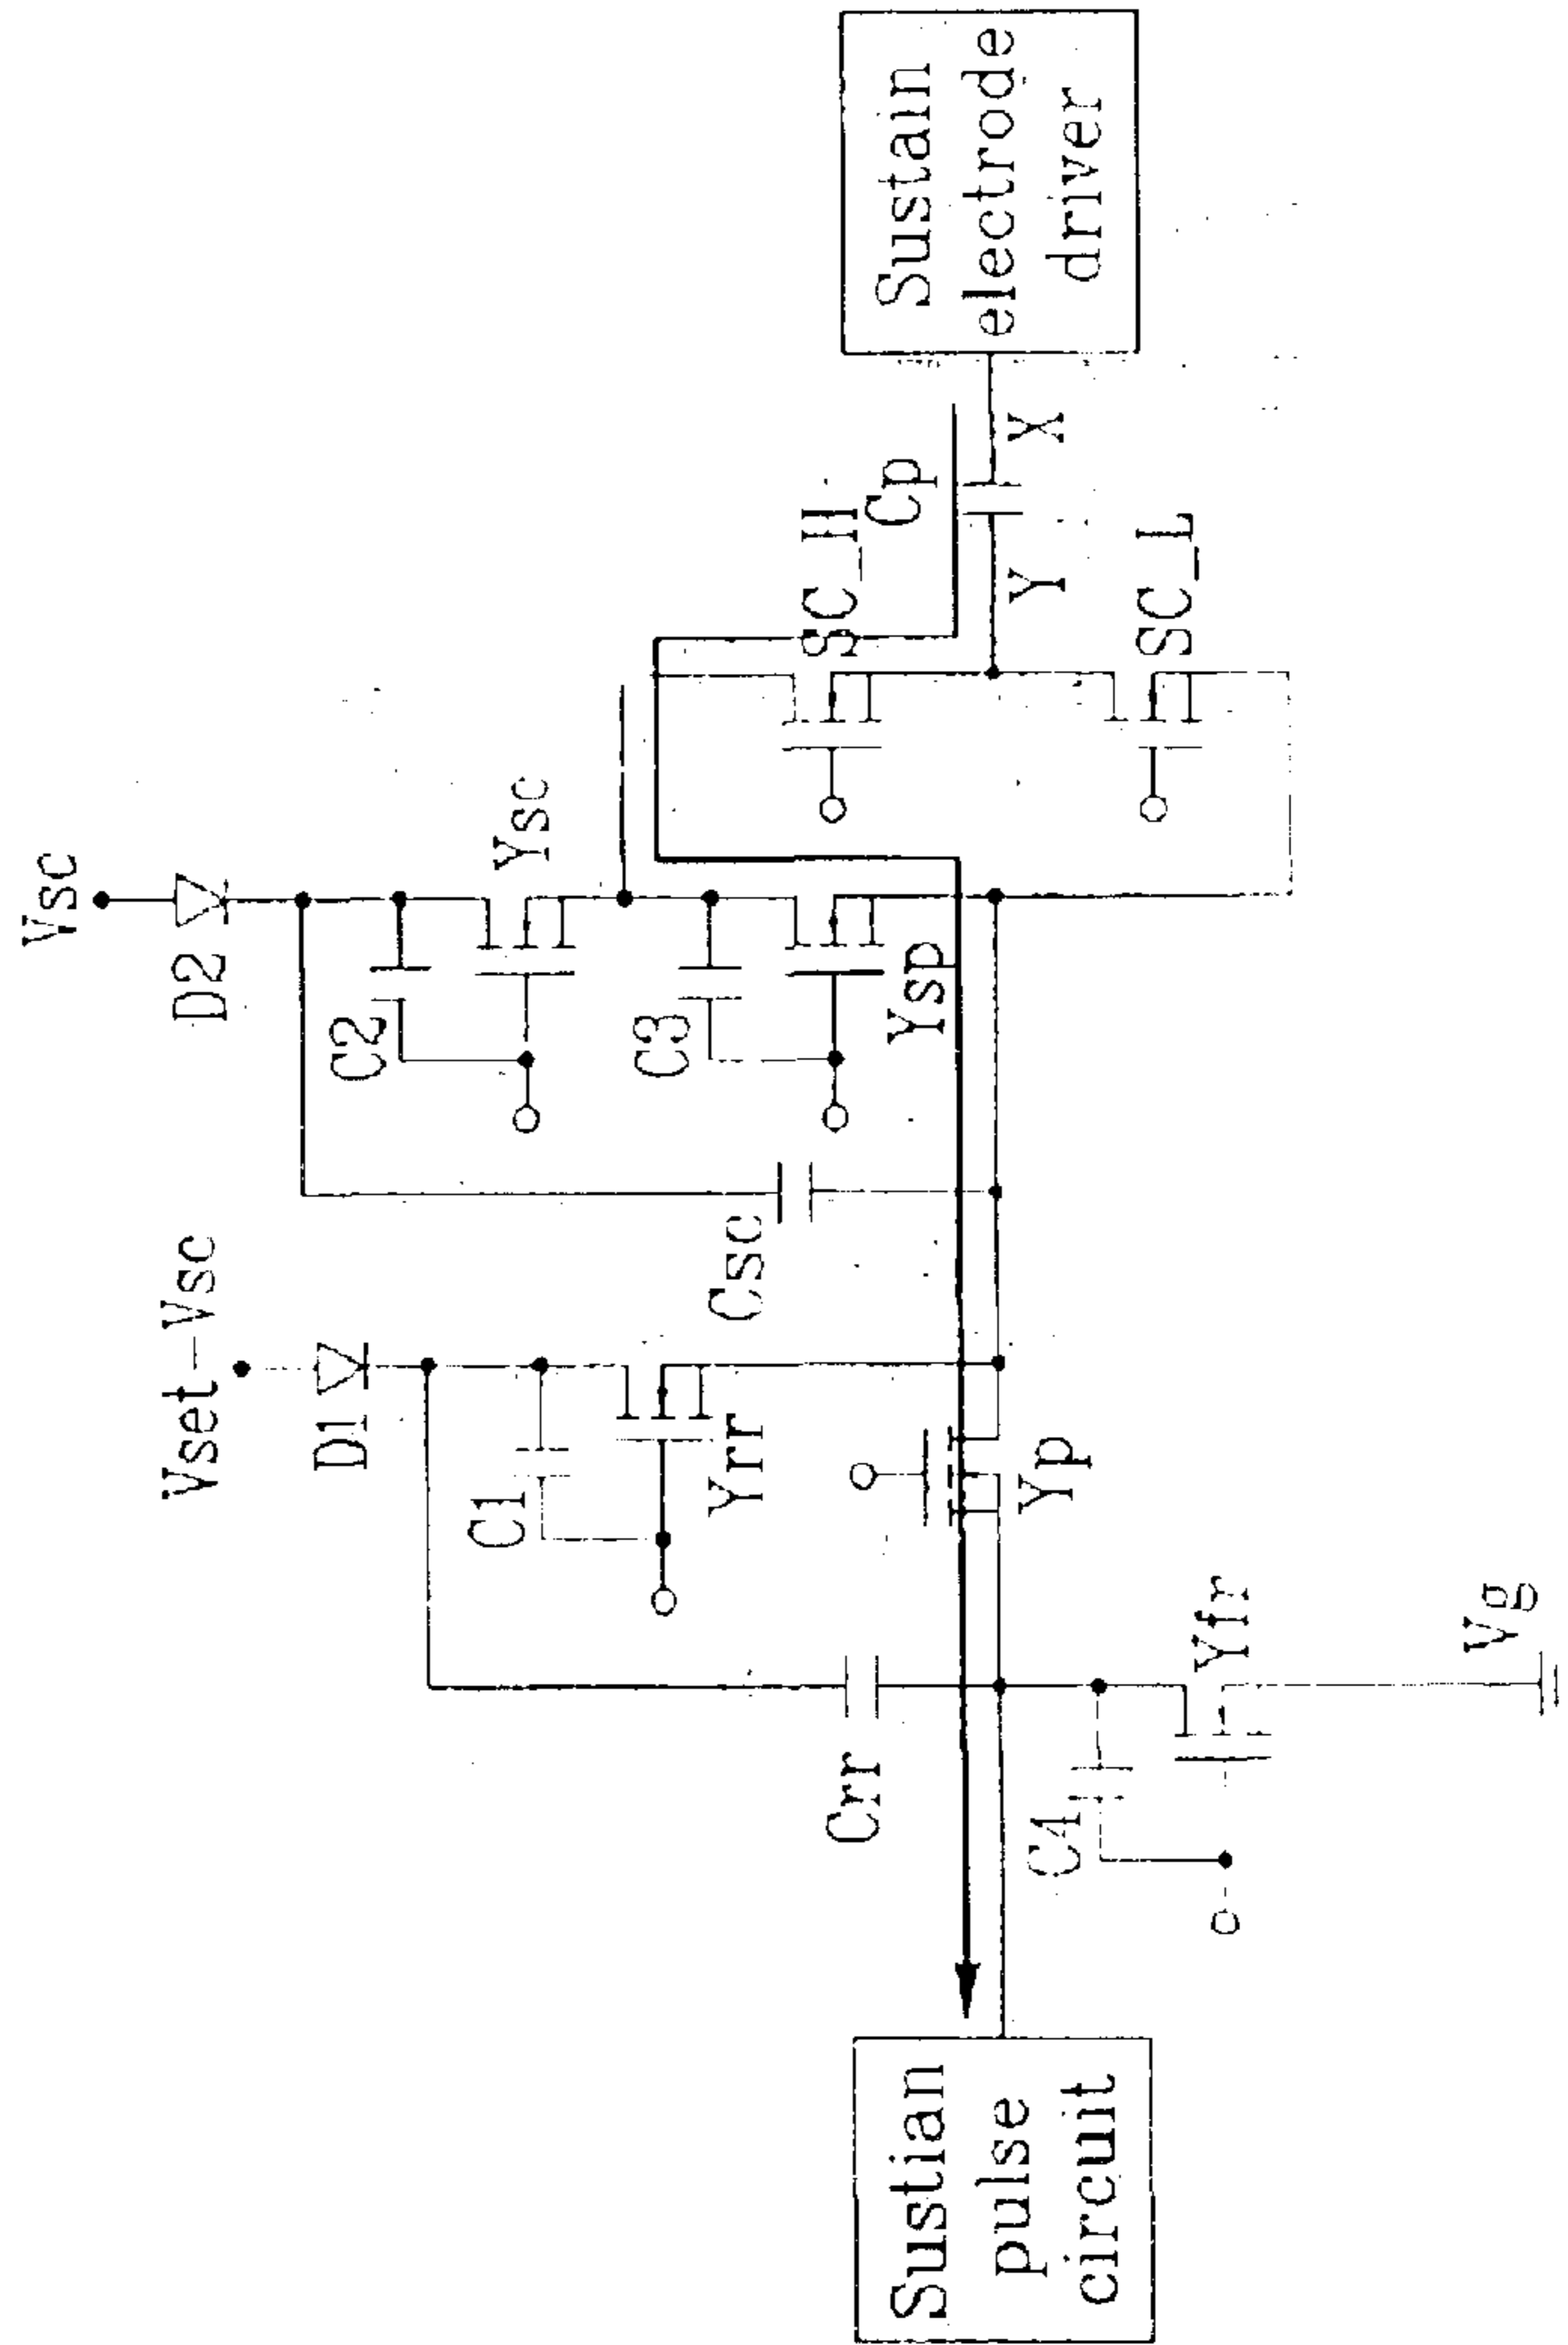 Vsc
D2
Ysc
C2
C3
Ysp
Csc
Vset-Vsc
D1
C1
Yrr
Yp
Crr
C4
Yfr
Vg
SC_H
Cp
Y
X
SC_L
Sustain
electrode
driver
Sustian
pulse
circuit